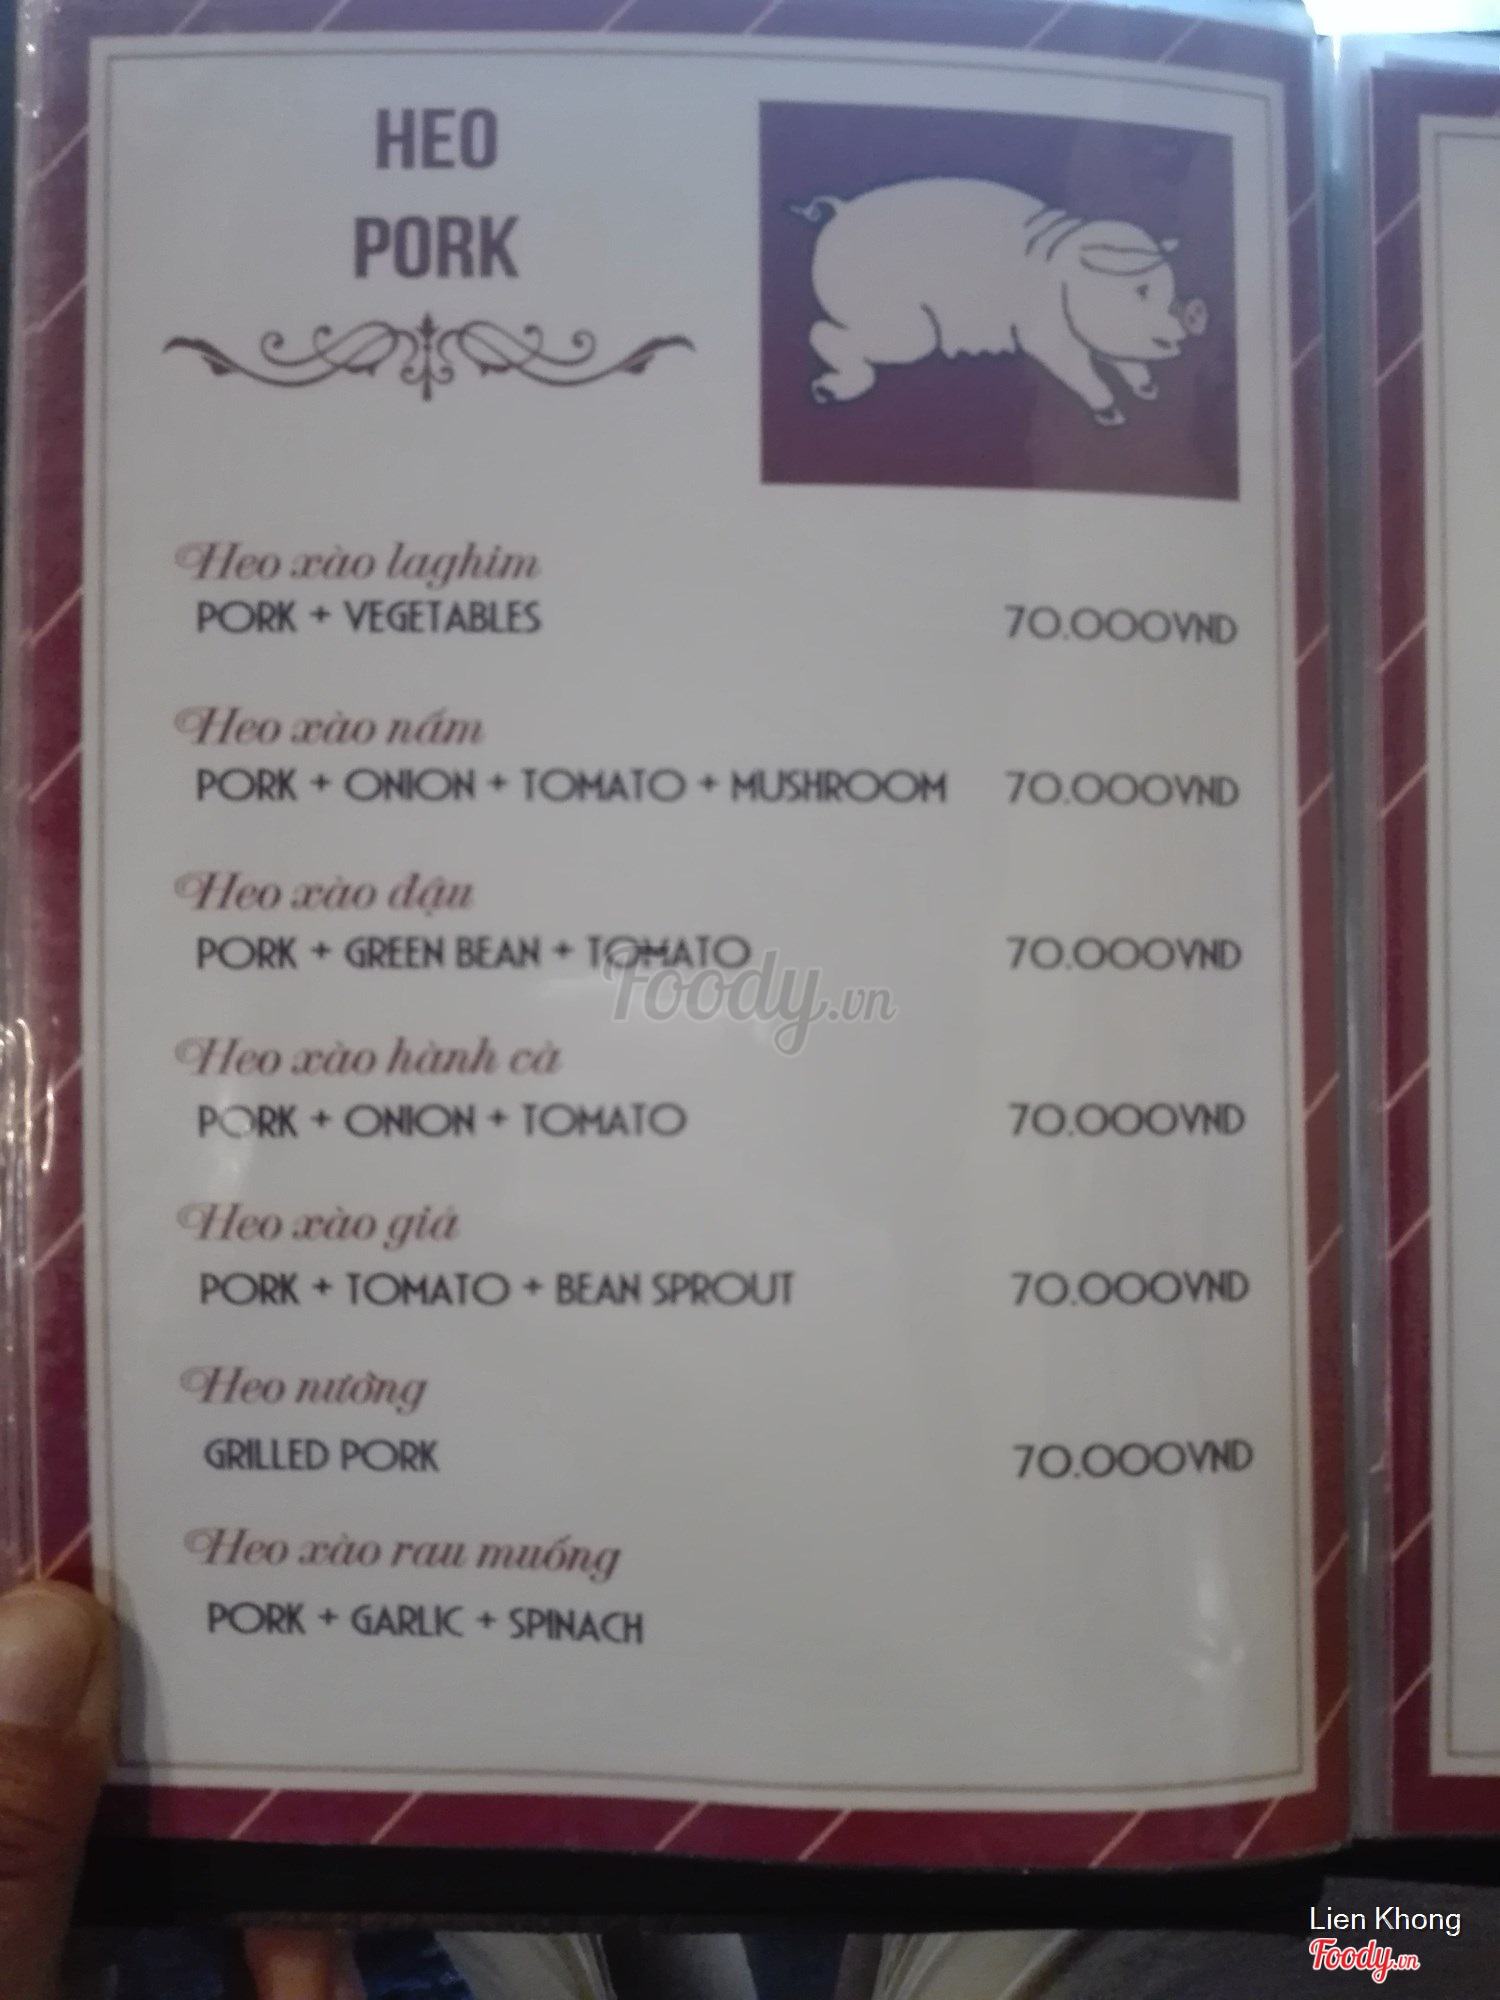 HEO
PORK
Heo xào laghim
PORK + VEGETABLES 70.000VND
Heo xào nấm
PORK + ONION + TOMATO + MUSHROOM 70.000VND
Heo xào đậu
PORK + GREEN BEAN + TOMATO 70.000VND
Foody.vn
Heo xào hành cà
PORK + ONION + TOMATO 70.000VND
Heo xào giá
PORK + TOMATO + BEAN SPROUT 70.000VND
Heo nường
GRILLED PORK 70.000VND
Heo xào rau muống
PORK + GARLIC + SPINACH
Lien Khong
Foody.vn